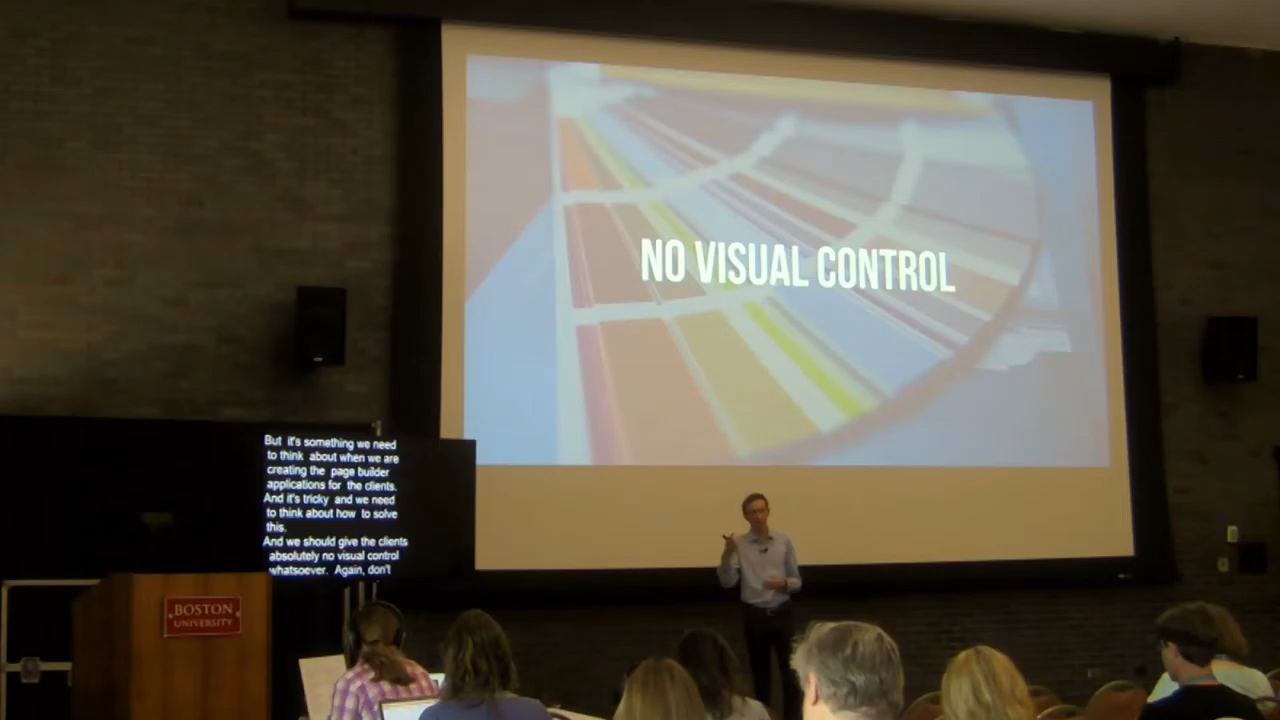 NO VISUAL CONTROL
But it's something we need
to think about when we are
creating the page builder
applications for the clients.
And it's tricky and we need
to think about how to solve
this.
And we should give the clients
absolutely no visual control
whatsoever. Again, don't
BOSTON
UNIVERSITY